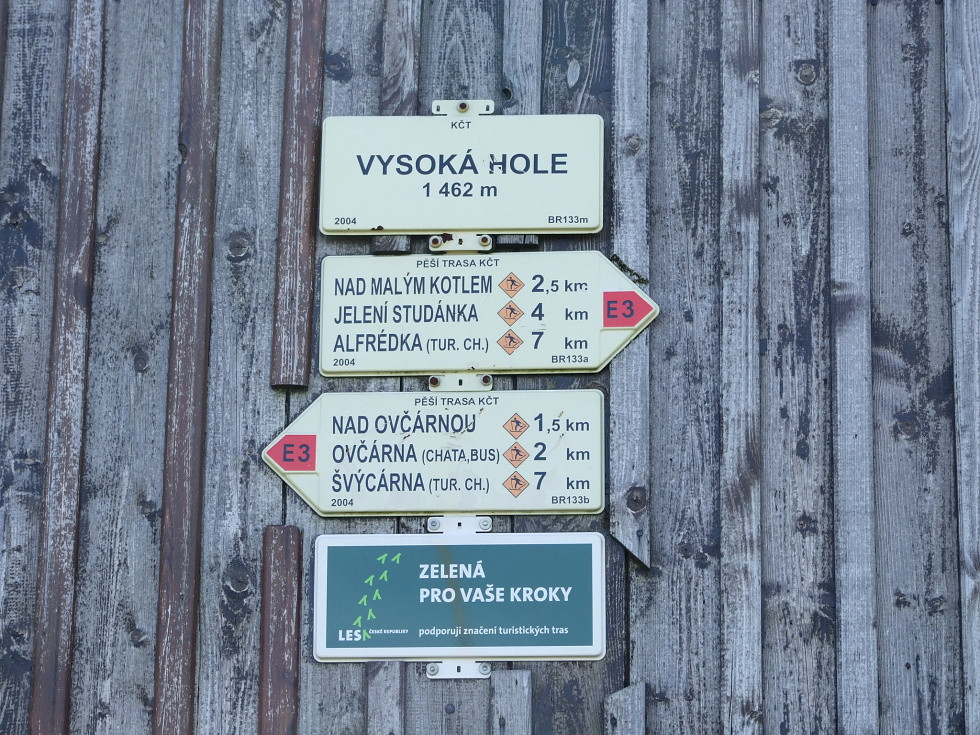 KČT
VYSOKÁ HOLE
1 462 m
2004 BR133m
PĚŠÍ TRASA KČT
NAD MALÝM KOTLEM 2,5 km
JELENÍ STUDÁNKA 4 km
ALFRÉDKA (TUR. CH.) 7 km
E3
2004 BR133a
PĚŠÍ TRASA KČT
NAD OVČÁRNOU 1,5 km
OVČÁRNA (CHATA,BUS) 2 km
ŠVÝCÁRNA (TUR. CH.) 7 km
E3
2004 BR133b
ZELENÁ
PRO VAŠE KROKY
LESY ČESKÉ REPUBLIKY podporují značení turistických tras